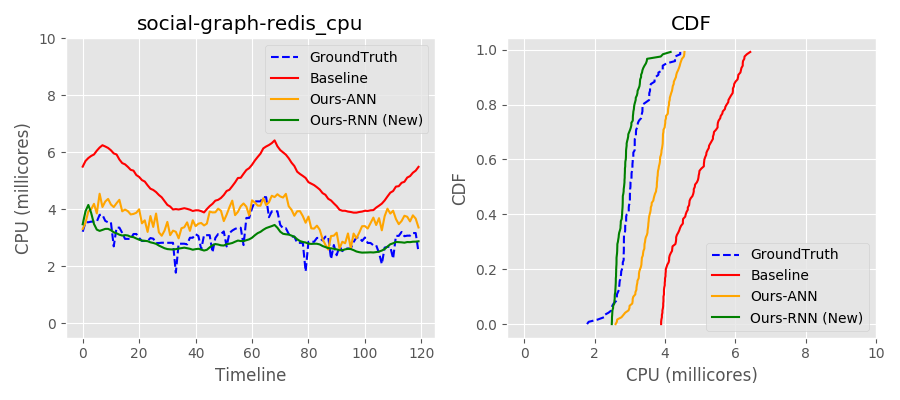 social-graph-redis_cpu
CPU (millicores)
10
8
6
4
2
0
0
20
40
60
80
100
120
Timeline
GroundTruth
Baseline
Ours-ANN
Ours-RNN (New)
CDF
CDF
1.0
0.8
0.6
0.4
0.2
0.0
0
2
4
6
8
10
CPU (millicores)
GroundTruth
Baseline
Ours-ANN
Ours-RNN (New)